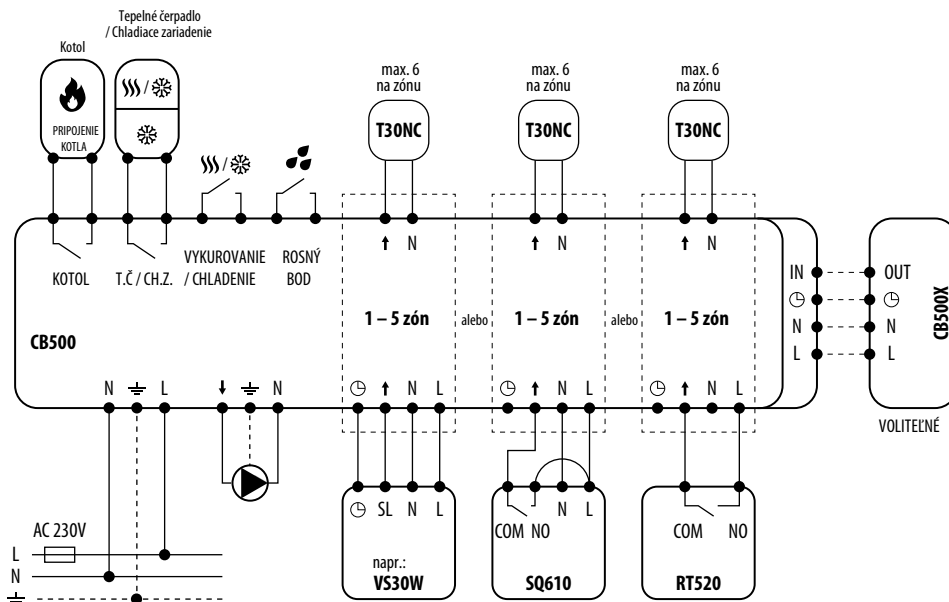 Tepelné čerpadlo
/ Chladiace zariadenie
Kotol
/
PRIPOJENIE
KOTLA
/
max. 6
na zónu
max. 6
na zónu
max. 6
na zónu
T30NC
T30NC
T30NC
KOTOL
T.Č / CH.Z.
VYKUROVANIE
/ CHLADENIE
ROSNÝ
BOD
N
N
N
1 – 5 zón
alebo
1 – 5 zón
alebo
1 – 5 zón
CB500
IN
N
L
OUT
N
L
CB500X
VOLITEĽNÉ
N L N
N L
N L
N L
SL N L
napr.:
VS30W
COM NO N L
SQ610
COM NO
RT520
AC 230V
L
N